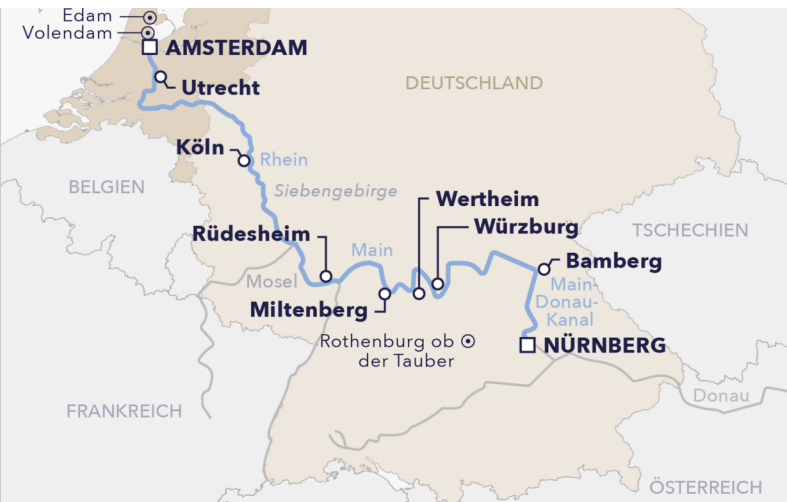 Edam
Volendam
AMSTERDAM
Utrecht
DEUTSCHLAND
Köln
Rhein
BELGIEN
Siebengebirge
Wertheim
Rüdesheim
Würzburg
TSCHECHIEN
Main
Bamberg
Mosel
Miltenberg
Main
Donau-
Kanal
Rothenburg ob
der Tauber
NÜRNBERG
Donau
FRANKREICH
ÖSTERREICH